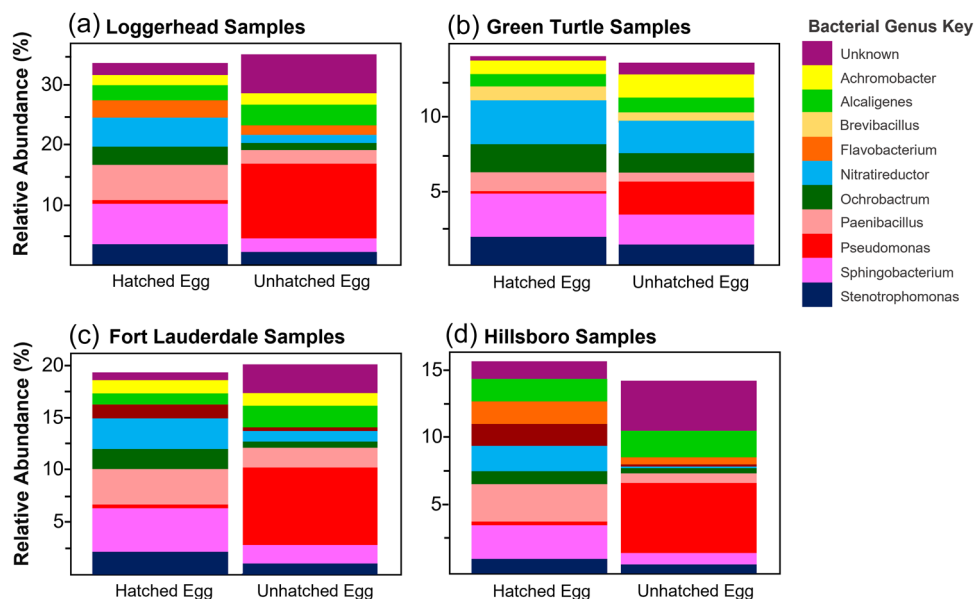 (a) Loggerhead Samples
(b) Green Turtle Samples
Bacterial Genus Key
Relative Abundance (%)
30
20
10
Hatched Egg
Unhatched Egg
10
5
Hatched Egg
Unhatched Egg
Unknown
Achromobacter
Alcaligenes
Brevibacillus
Flavobacterium
Nitratireductor
Ochrobactrum
Paenibacillus
Pseudomonas
Sphingobacterium
Stenotrophomonas
(c) Fort Lauderdale Samples
(d) Hillsboro Samples
Relative Abundance (%)
20
15
10
5
Hatched Egg
Unhatched Egg
15
10
5
Hatched Egg
Unhatched Egg